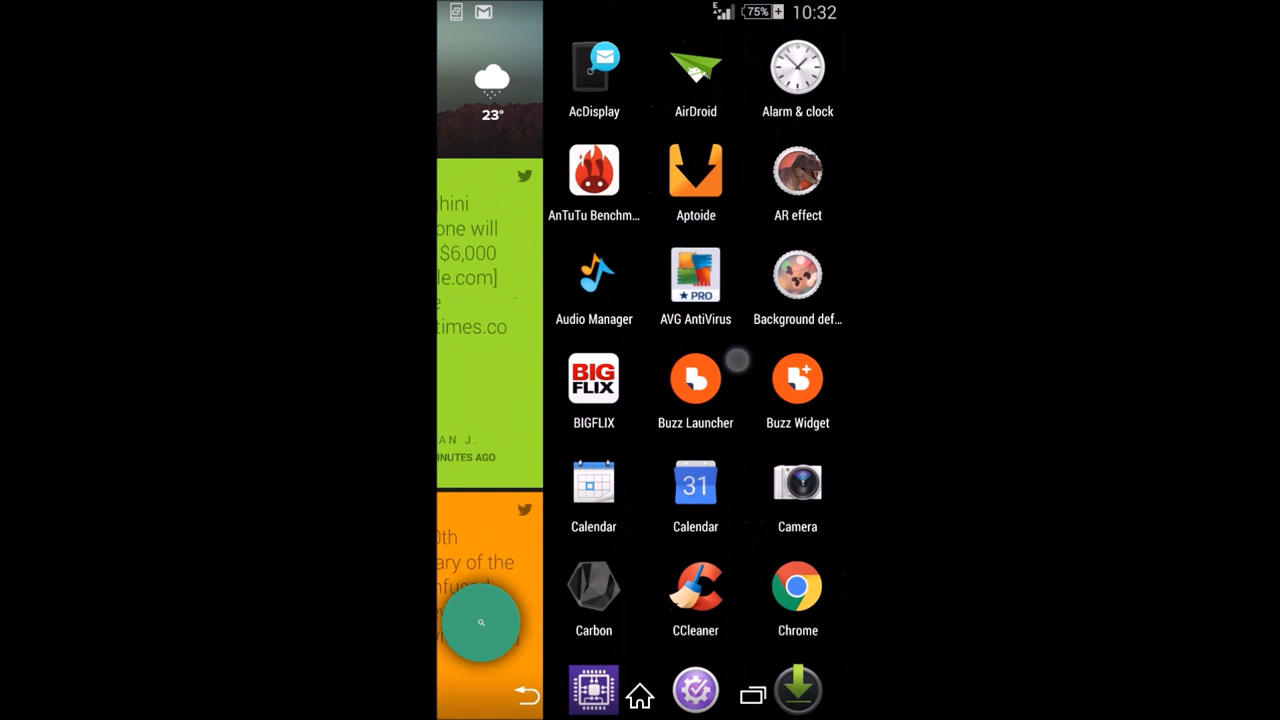 75%
10:32
23°
hini
one will
$6,000
le.com]
e
times.co
AN J.
INUTES AGO
0th
ary of the
AcDisplay
AirDroid
Alarm & clock
AnTuTu Benchm...
Aptoide
AR effect
Audio Manager
PRO
AVG AntiVirus
Background def...
BIG
FLIX
BIGFLIX
Buzz Launcher
Buzz Widget
Calendar
31
Calendar
Camera
Carbon
CCleaner
Chrome